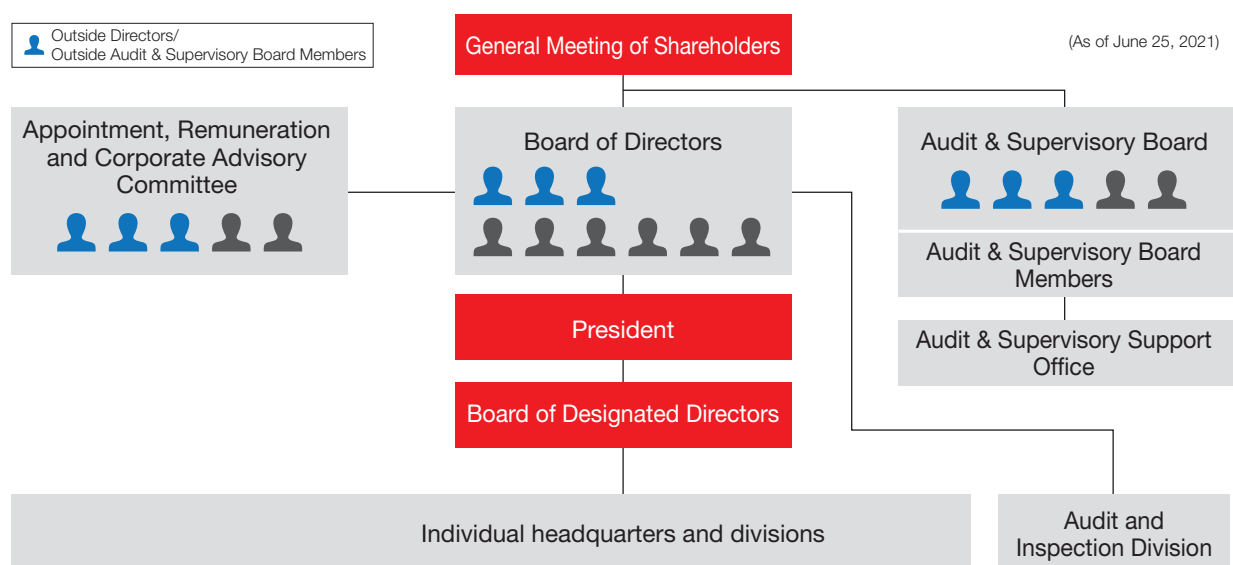 Outside Directors/
Outside Audit & Supervisory Board Members
General Meeting of Shareholders
(As of June 25, 2021)
Appointment, Remuneration
and Corporate Advisory
Committee
Board of Directors
Audit & Supervisory Board
Audit & Supervisory Board
Members
President
Audit & Supervisory Support
Office
Board of Designated Directors
Individual headquarters and divisions
Audit and
Inspection Division